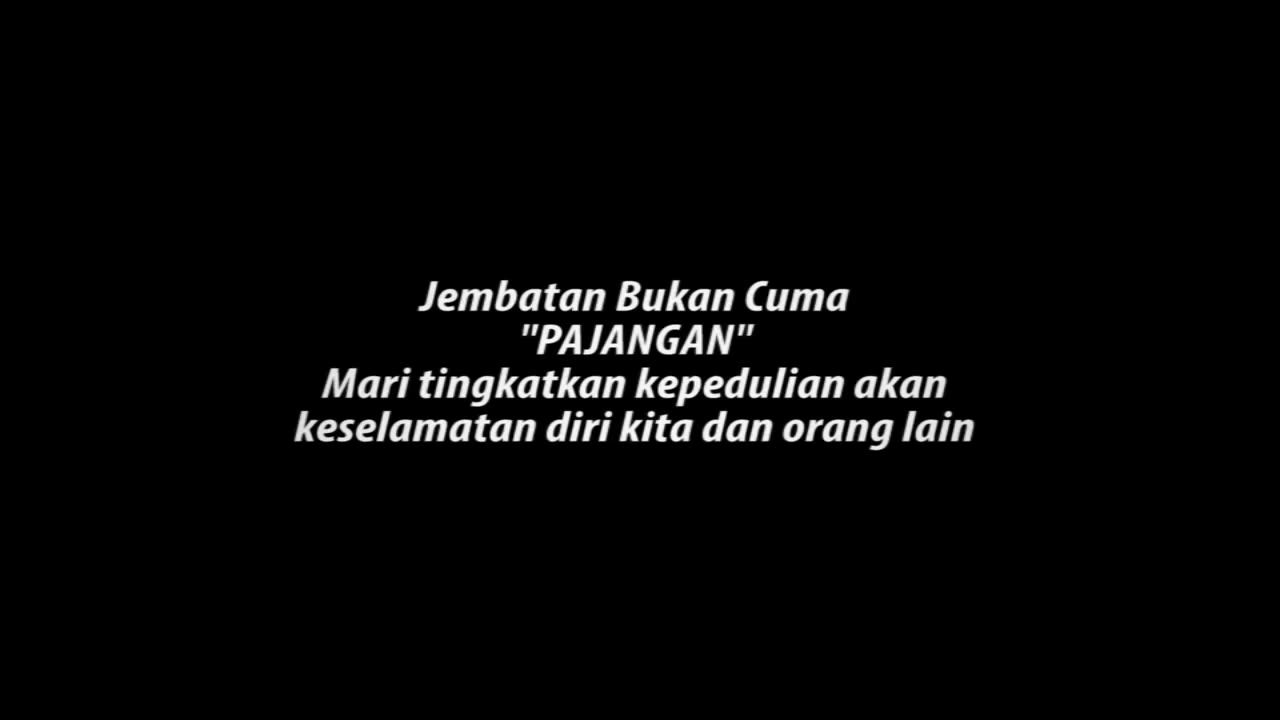 Jembatan Bukan Cuma
"PAJANGAN"
Mari tingkatkan kepedulian akan
keselamatan diri kita dan orang lain